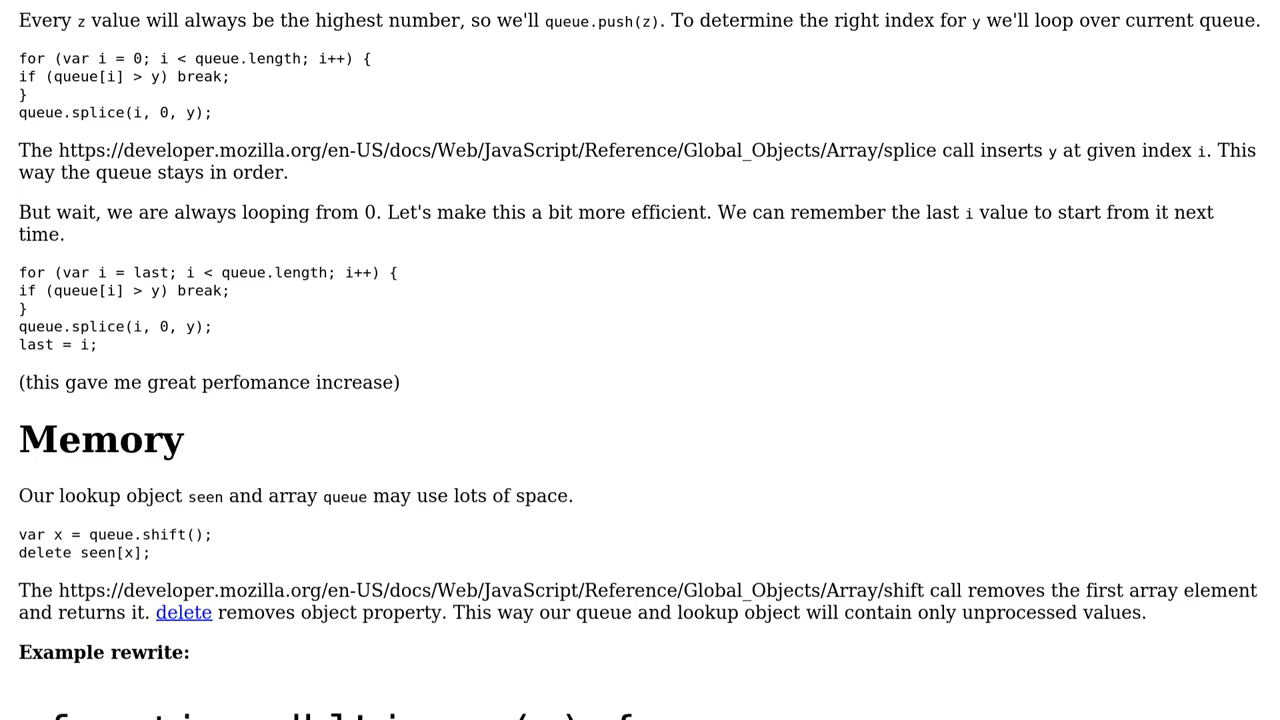 Every z value will always be the highest number, so we'll queue.push(z). To determine the right index for y we'll loop over current queue.
for (var i = 0; i < queue.length; i++) {
if (queue[i] > y) break;
}
queue.splice(i, 0, y);
The https://developer.mozilla.org/en-US/docs/Web/JavaScript/Reference/Global_Objects/Array/splice call inserts y at given index i. This
way the queue stays in order.
But wait, we are always looping from 0. Let's make this a bit more efficient. We can remember the last i value to start from it next
time.
for (var i = last; i < queue.length; i++) {
if (queue[i] > y) break;
}
queue.splice(i, 0, y);
last = i;
(this gave me great perfomance increase)
Memory
Our lookup object seen and array queue may use lots of space.
var x = queue.shift();
delete seen[x];
The https://developer.mozilla.org/en-US/docs/Web/JavaScript/Reference/Global_Objects/Array/shift call removes the first array element
and returns it. delete removes object property. This way our queue and lookup object will contain only unprocessed values.
Example rewrite: